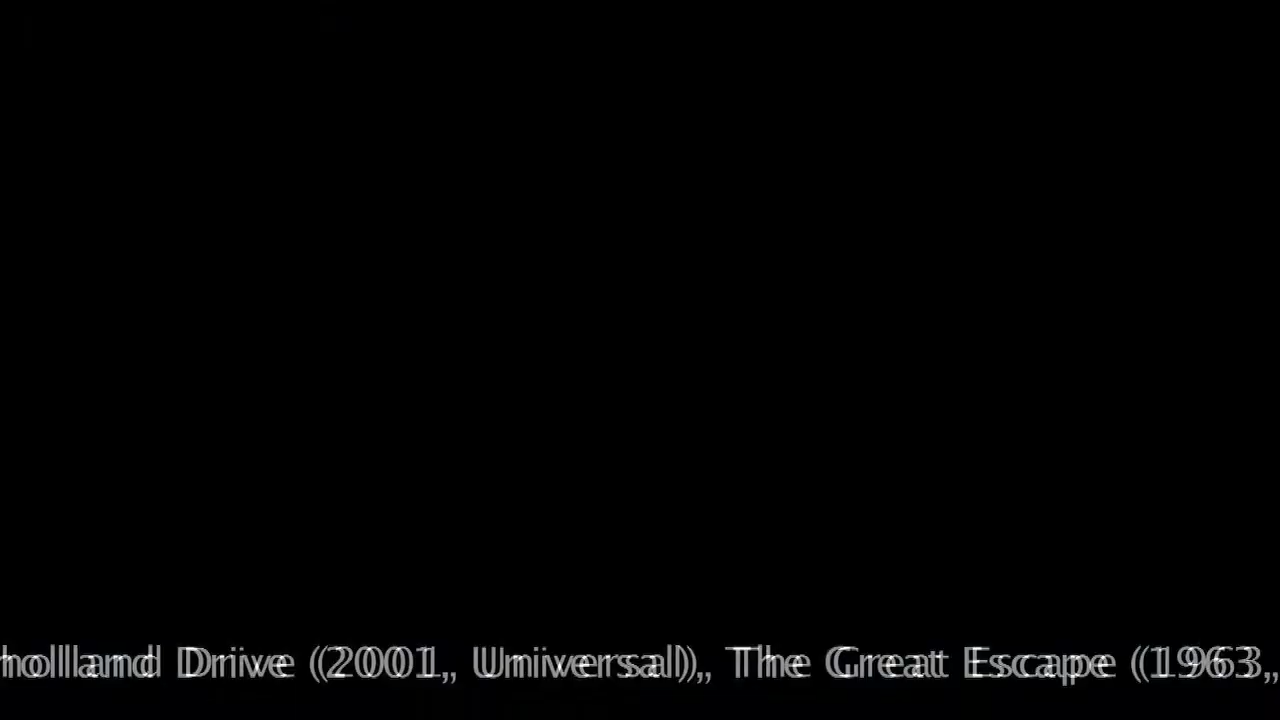 holland Drive (2001, Universal), The Great Escape (1963,